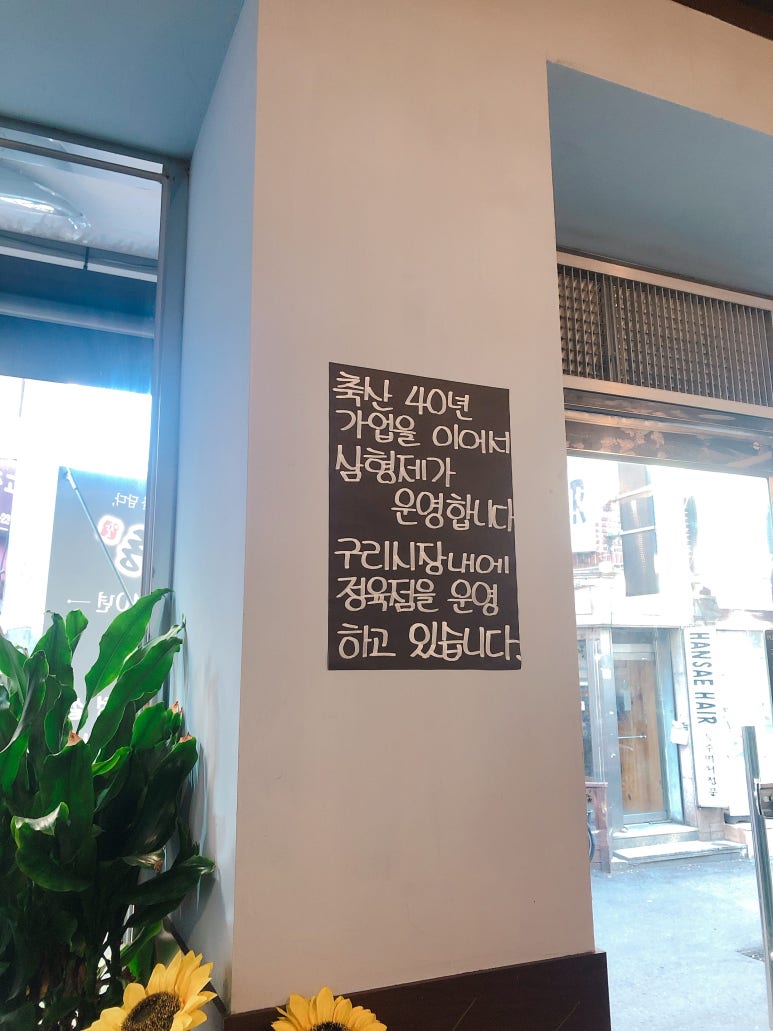 축산 40년
가업을 이어서
삼형제가
운영합니다
구리시장내에
정육점을 운영
하고 있습니다.
HANSAE HAIR